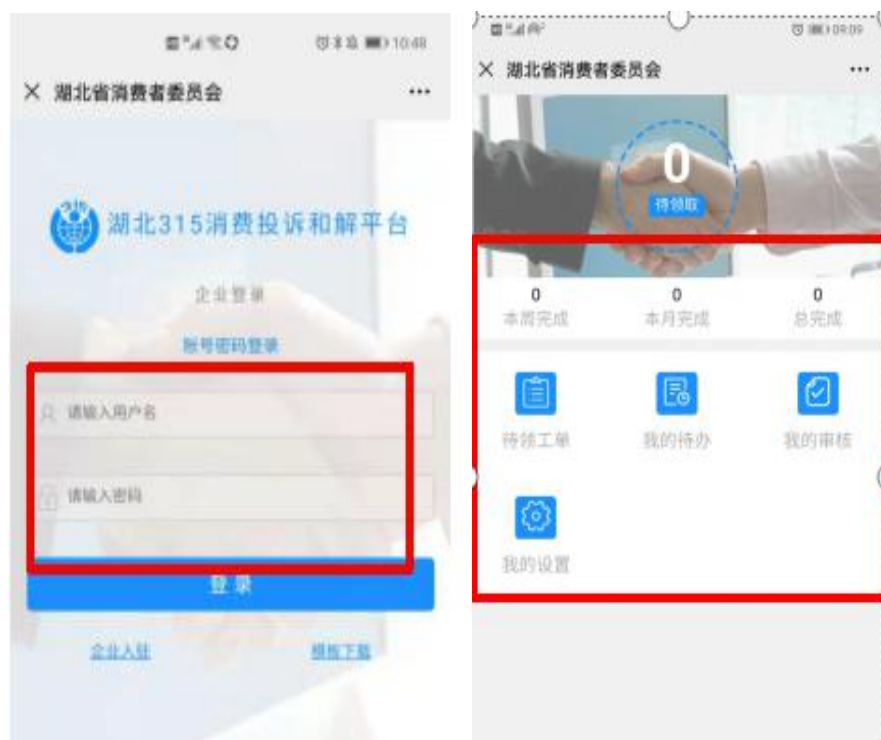 10:48
湖北省消费者委员会
315
湖北315消费投诉和解平台
企业登录
账号密码登录
请输入用户名
请输入密码
登录
企业入驻
模板下载
09:09
湖北省消费者委员会
0
待领取
0
0
0
本周完成
本月完成
总完成
待领工单
我的待办
我的审核
我的设置